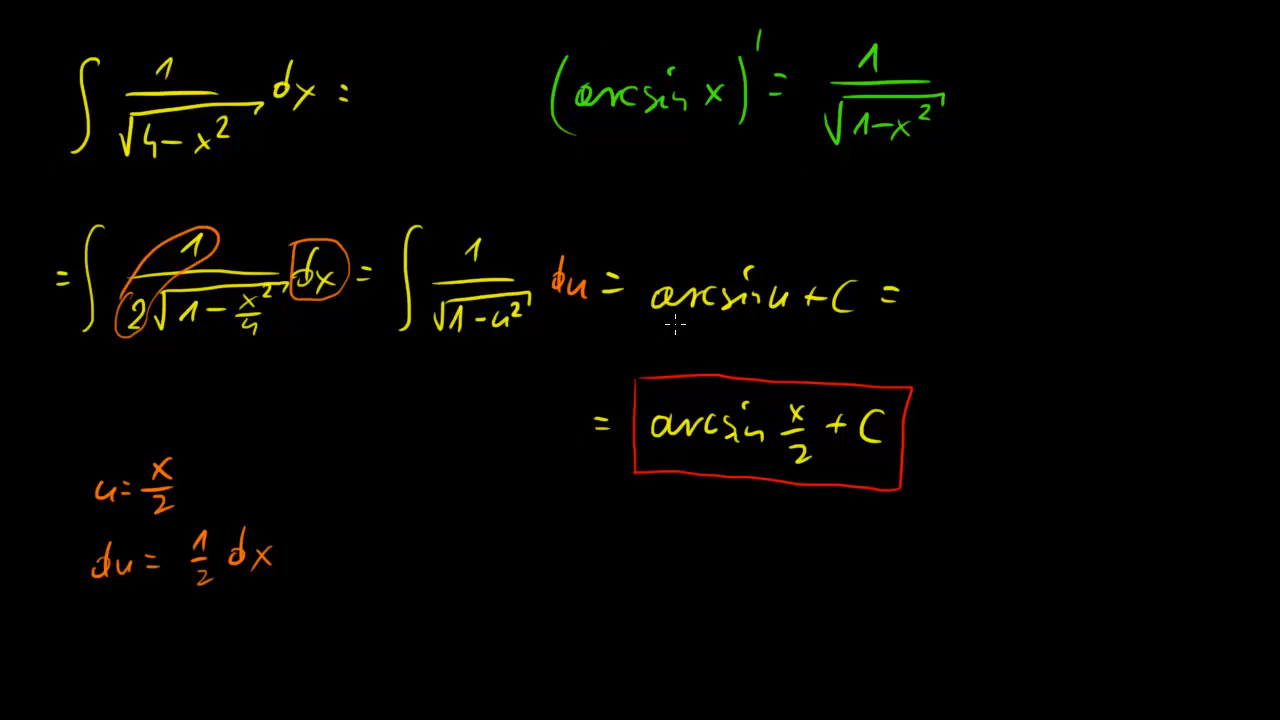 ∫ 1/√(4-x²) dx =
(arcsin x)' = 1/√(1-x²)
= ∫ 1/(2√(1-x²/4)) dx = ∫ 1/√(1-u²) du = arcsin u + C =
= arcsin x/2 + C
u = x/2
du = 1/2 dx